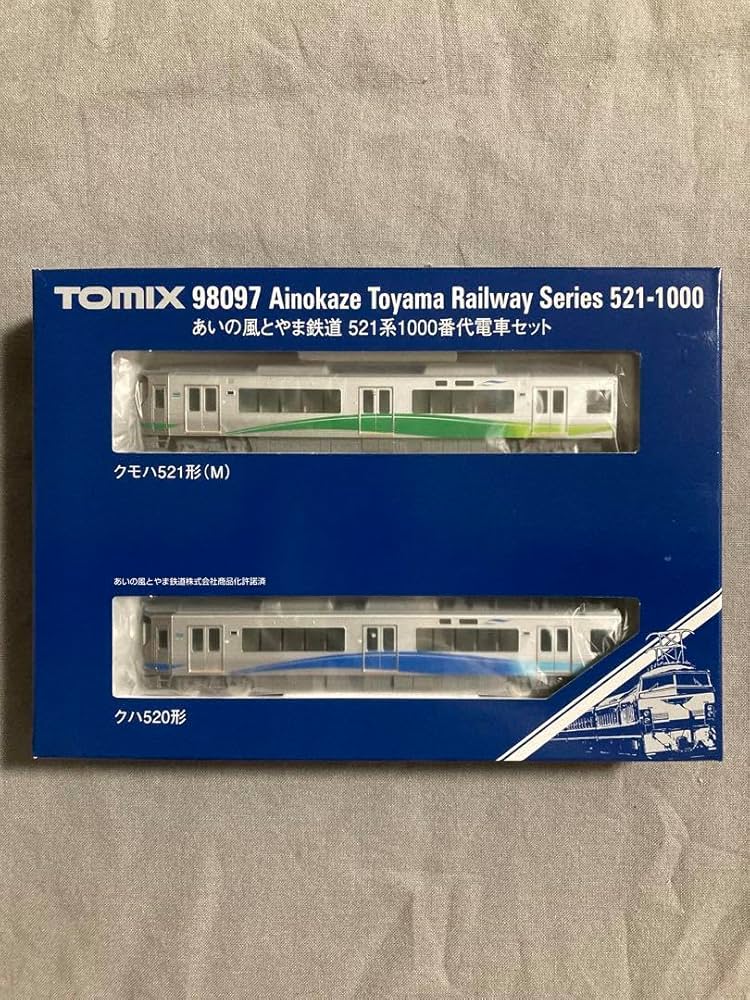 TOMIX 98097 Ainokaze Toyama Railway Series 521-1000
あいの風とやま鉄道 521系1000番代電車セット
クモハ521形(M)
あいの風とやま鉄道株式会社商品化許諾済
クハ520形